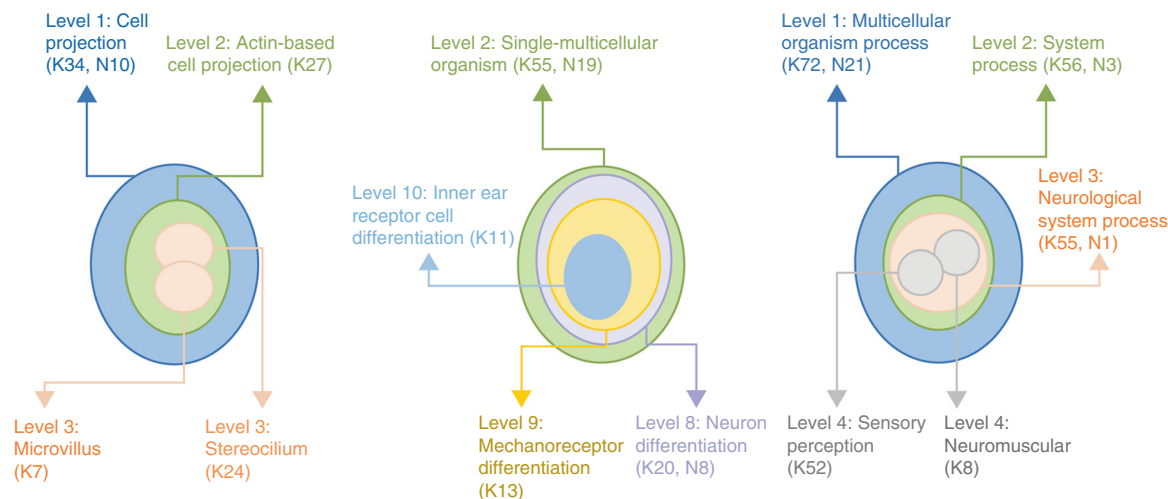 Level 1: Cell
projection
(K34, N10)
Level 2: Actin-based
cell projection (K27)
Level 3:
Microvillus
(K7)
Level 3:
Stereocilium
(K24)
Level 2: Single-multicellular
organism (K55, N19)
Level 10: Inner ear
receptor cell
differentiation (K11)
Level 9:
Mechanoreceptor
differentiation
(K13)
Level 8: Neuron
differentiation
(K20, N8)
Level 1: Multicellular
organism process
(K72, N21)
Level 2: System
process (K56, N3)
Level 3:
Neurological
system process
(K55, N1)
Level 4: Sensory
perception
(K52)
Level 4:
Neuromuscular
(K8)